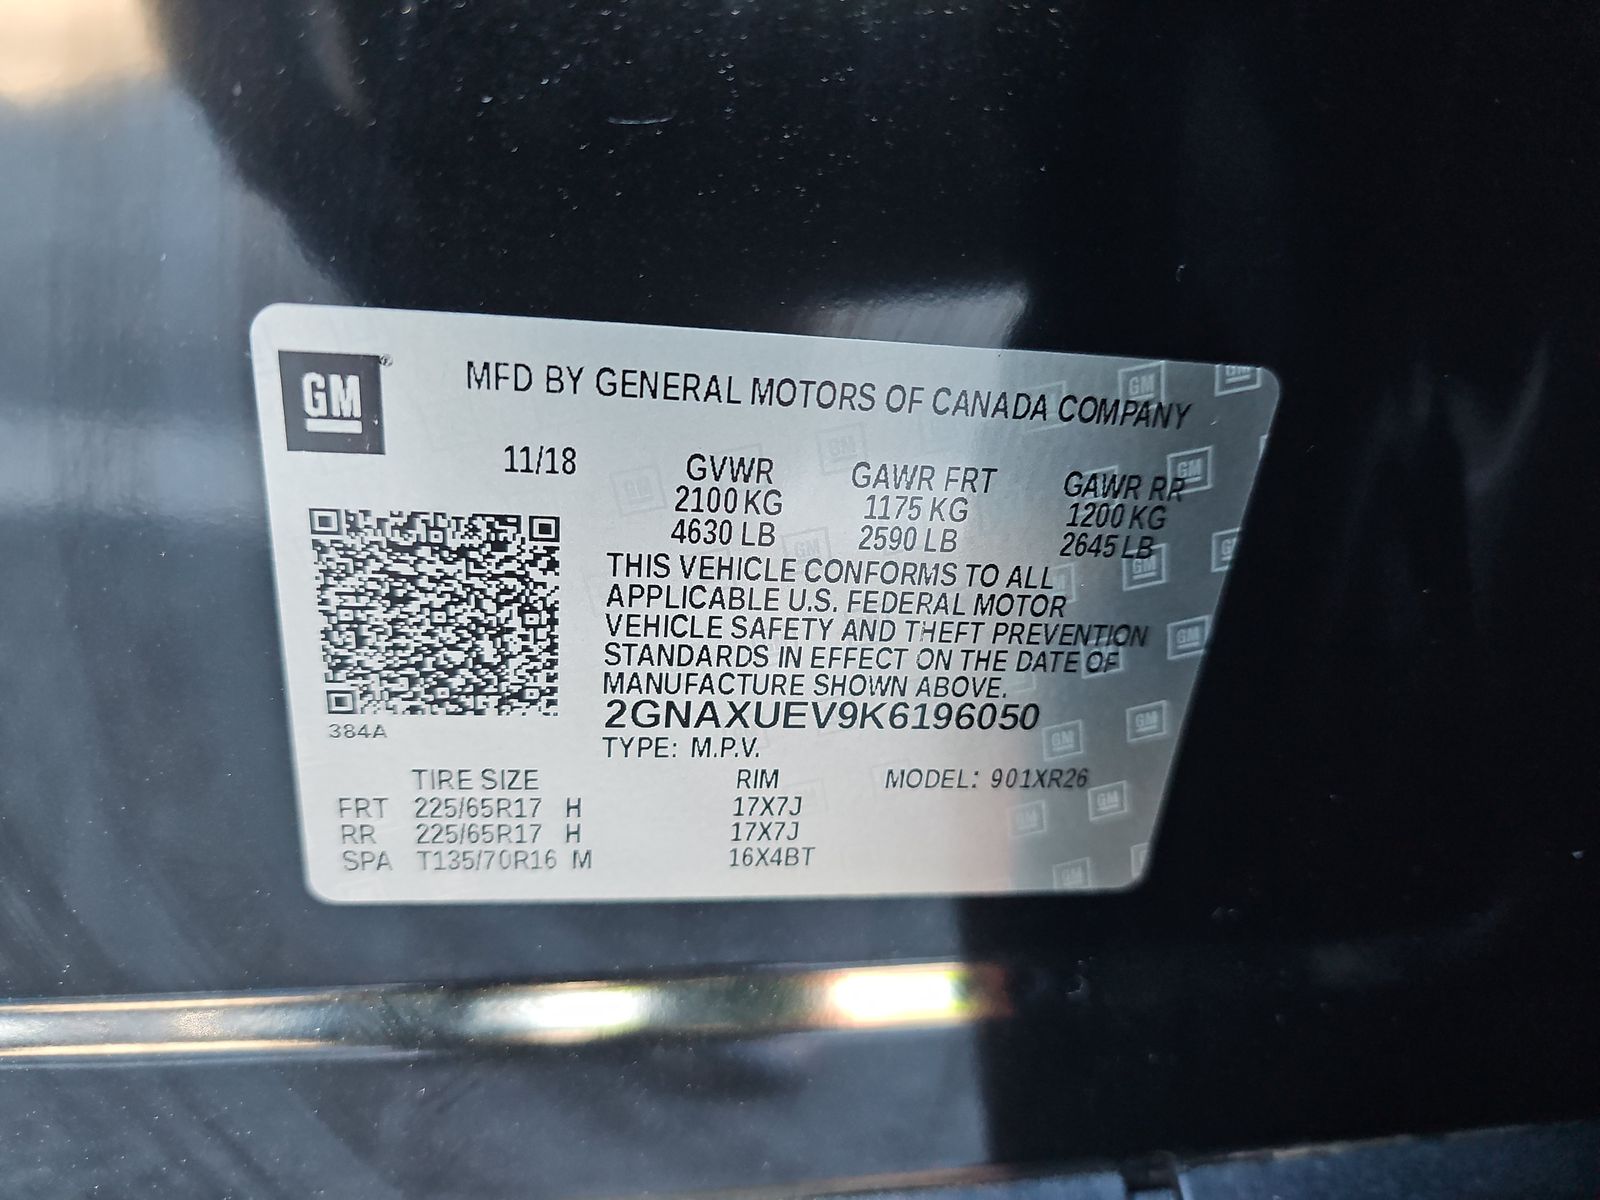 GM
MFD BY GENERAL MOTORS OF CANADA COMPANY
11/18
GVWR GAWR FRT GAWR RR
2100 KG 1175 KG 1200 KG
4630 LB 2590 LB 2645 LB
THIS VEHICLE CONFORMS TO ALL
APPLICABLE U.S. FEDERAL MOTOR
VEHICLE SAFETY AND THEFT PREVENTION
STANDARDS IN EFFECT ON THE DATE OF
MANUFACTURE SHOWN ABOVE.
2GNAXUEV9K6196050
384A
TYPE: M.P.V.
TIRE SIZE RIM MODEL: 901XR26
FRT 225/65R17 H 17X7J
RR 225/65R17 H 17X7J
SPA T135/70R16 M 16X4BT